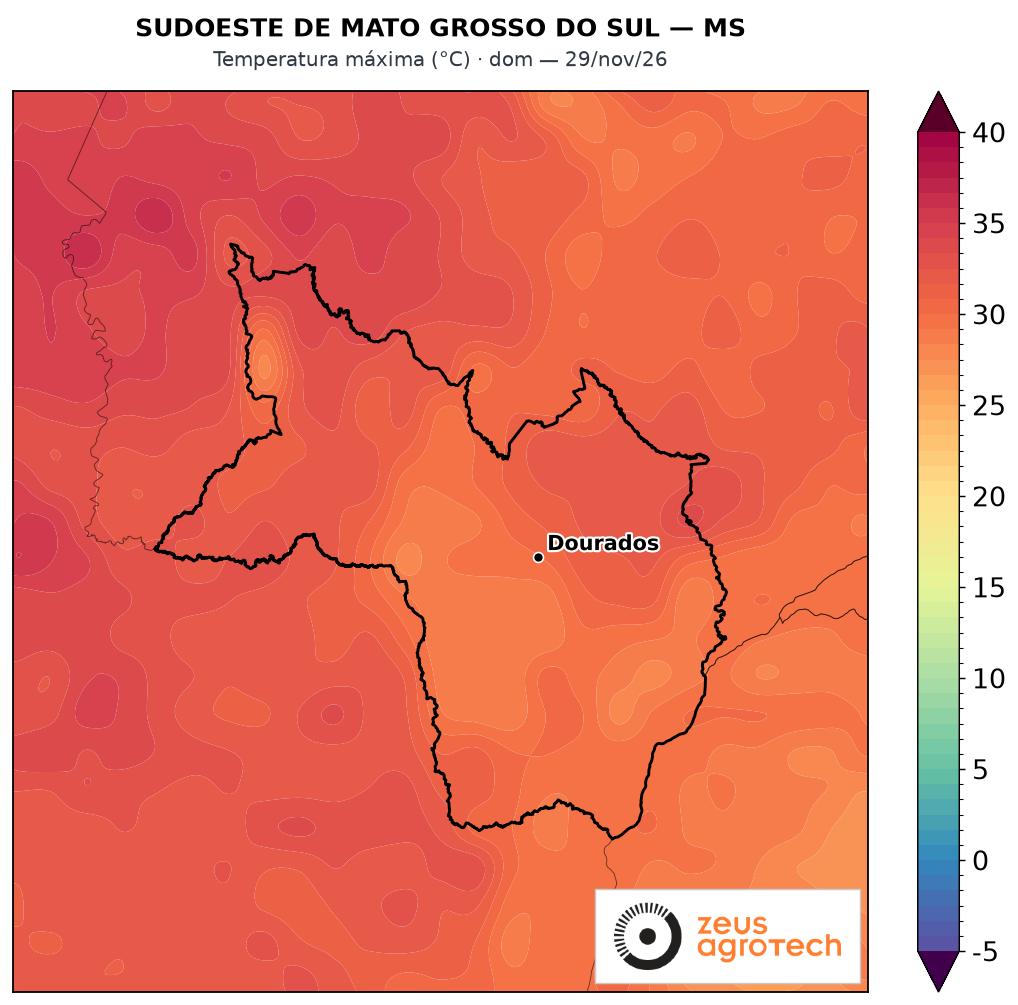 SUDOESTE DE MATO GROSSO DO SUL — MS
Temperatura máxima (°C) · dom — 29/nov/26
40
35
30
25
20
15
10
5
0
-5
Dourados
zeus
agrotech